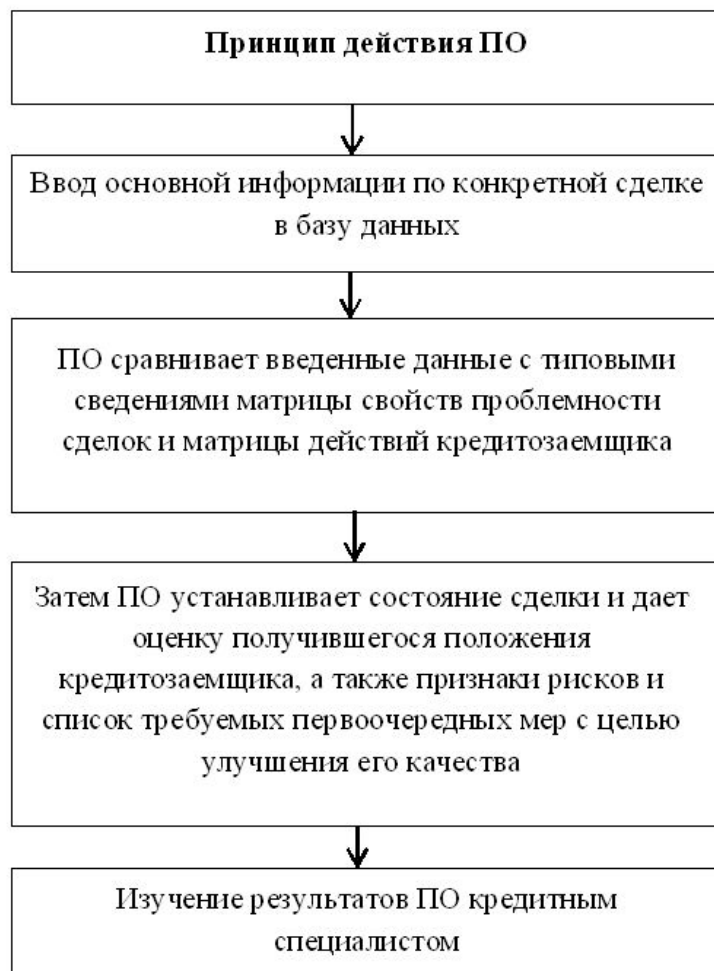 Принцип действия ПО
Ввод основной информации по конкретной сделке
в базу данных
ПО сравнивает введенные данные с типовыми
сведениями матрицы свойств проблемности
сделок и матрицы действий кредитозаемщика
Затем ПО устанавливает состояние сделки и дает
оценку получившегося положения
кредитозаемщика, а также признаки рисков и
список требуемых первоочередных мер с целью
улучшения его качества
Изучение результатов ПО кредитным
специалистом